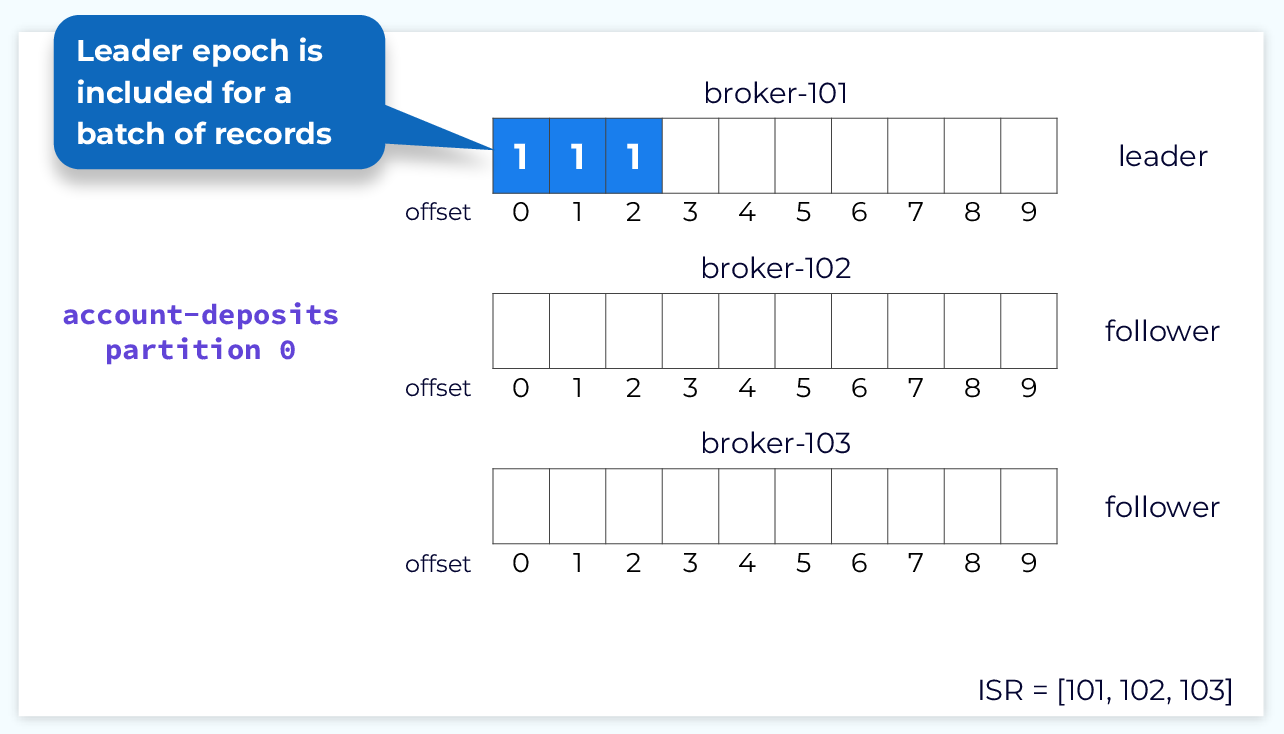 Leader epoch is
included for a
batch of records
broker-101
1 1 1
leader
offset 0 1 2 3 4 5 6 7 8 9
broker-102
account-deposits
partition 0
follower
offset 0 1 2 3 4 5 6 7 8 9
broker-103
follower
offset 0 1 2 3 4 5 6 7 8 9
ISR = [101, 102, 103]